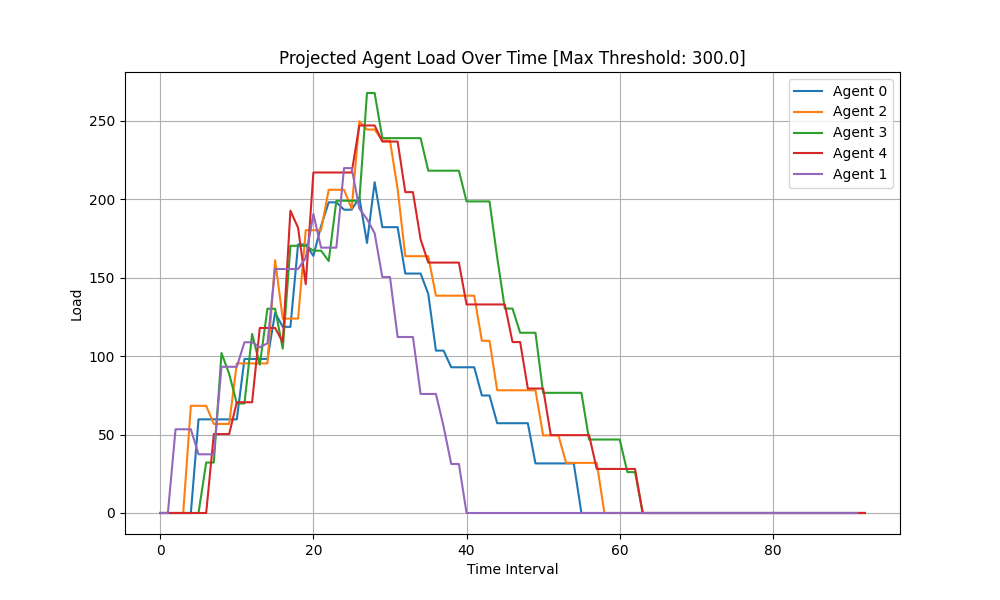 Projected Agent Load Over Time [Max Threshold: 300.0]
Agent 0
Agent 2
Agent 3
Agent 4
Agent 1
250
200
150
100
50
0
Load
0 20 40 60 80
Time Interval